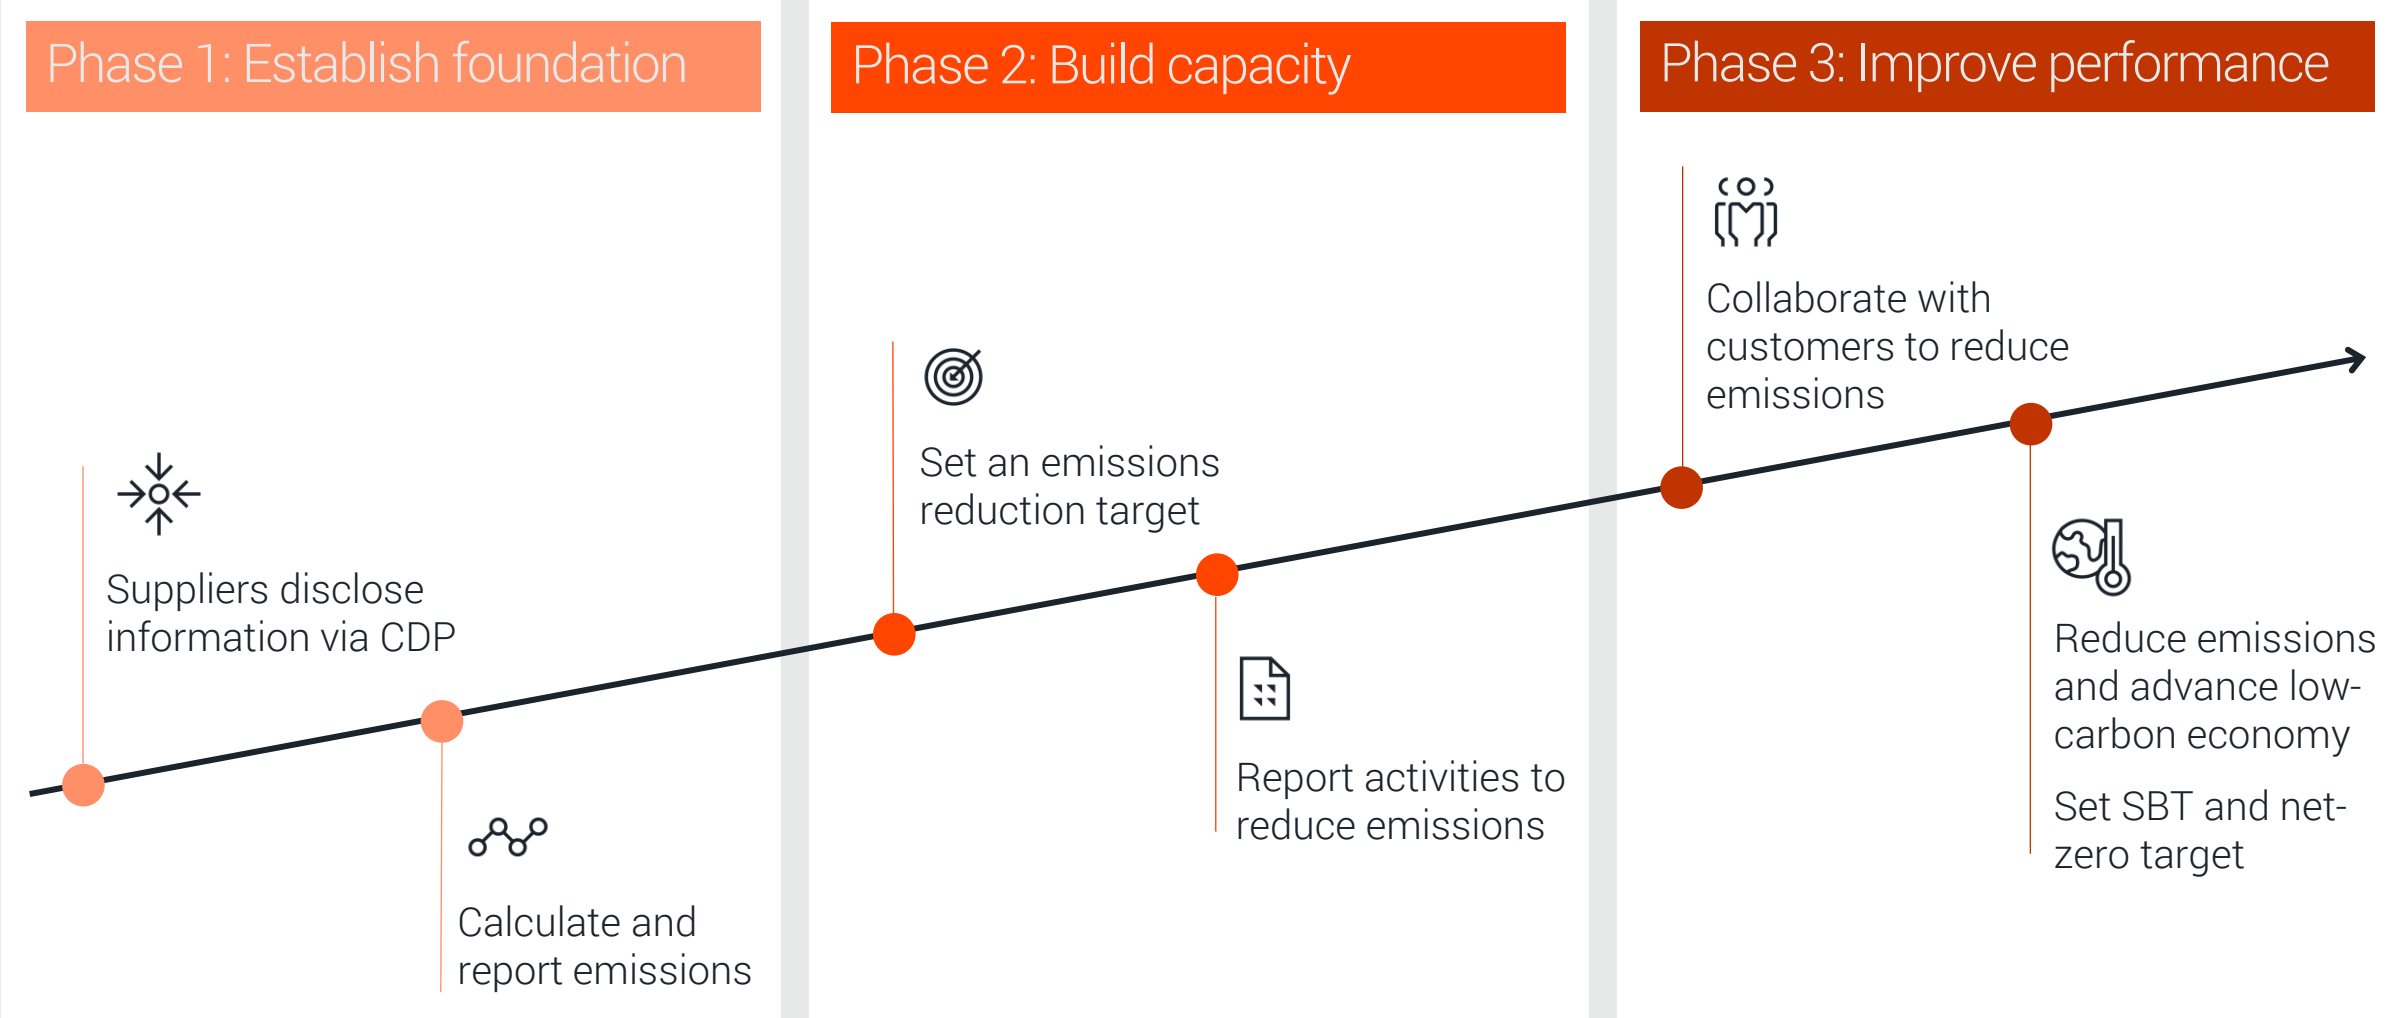 Phase 1: Establish foundation
Suppliers disclose
information via CDP
Calculate and
report emissions
Phase 2: Build capacity
Set an emissions
reduction target
Report activities to
reduce emissions
Phase 3: Improve performance
Collaborate with
customers to reduce
emissions
Reduce emissions
and advance low-
carbon economy
Set SBT and net-
zero target